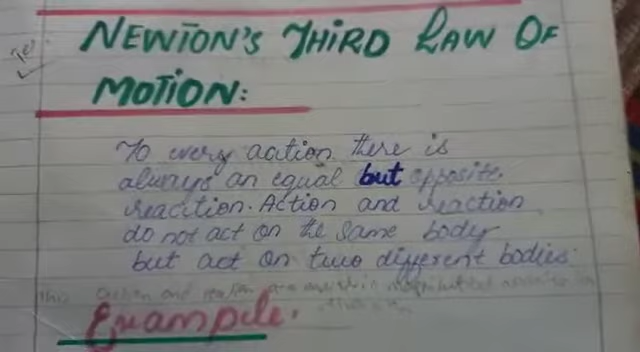 NEWTON'S THIRD LAW OF
MOTION:
To every action there is
always an equal but opposite
reaction. Action and reaction
do not act on the same body
but act on two different bodies.
Example.